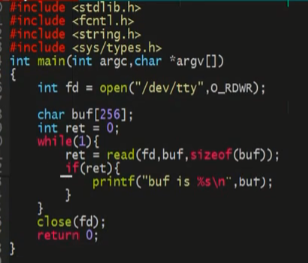 #include <stdlib.h>
#include <fcntl.h>
#include <string.h>
#include <sys/types.h>
int main(int argc,char *argv[])
{
int fd = open("/dev/tty",O_RDWR);
char buf[256];
int ret = 0;
while(1){
ret = read(fd,buf,sizeof(buf));
if(ret){
printf("buf is %s\n",buf);
}
}
close(fd);
return 0;
}